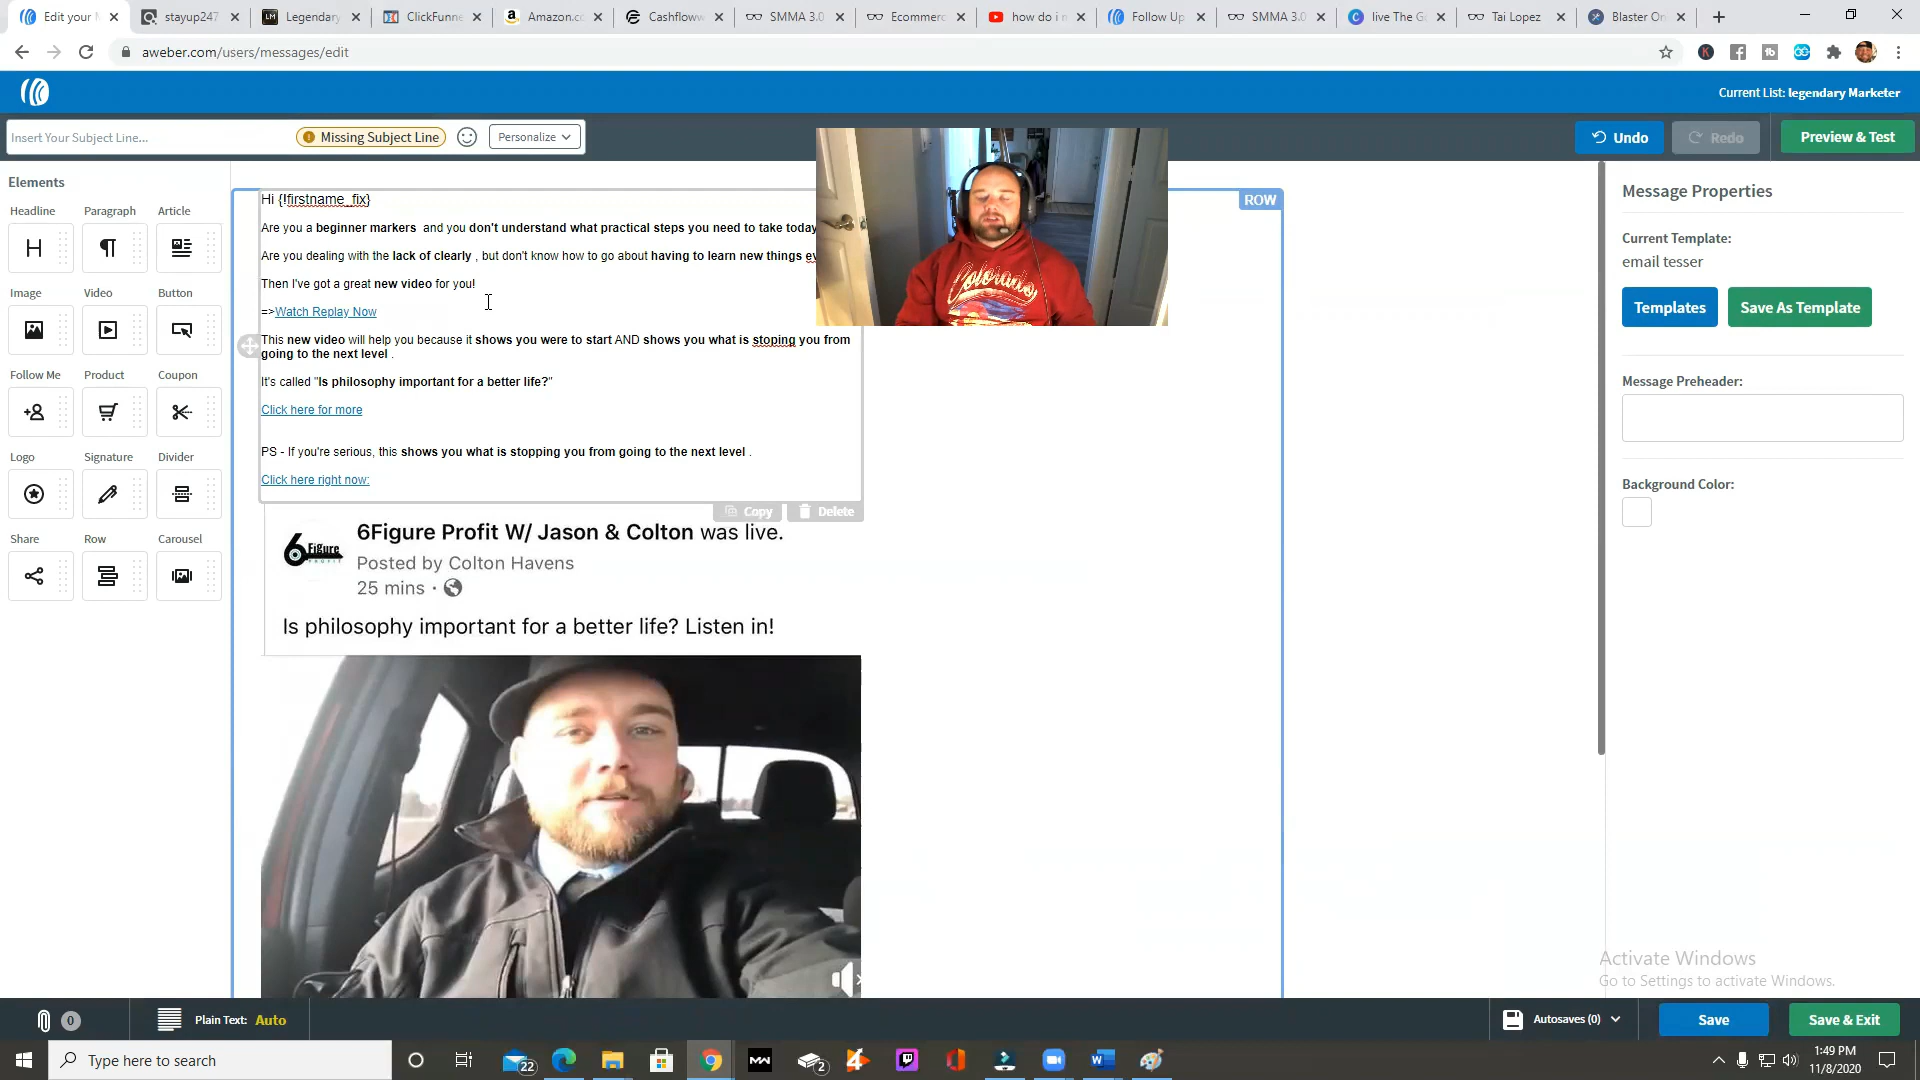 Edit your
stayup247
Legendary
ClickFunne
Amazon.co
Cashfloww
SMMA 3.0
Ecommerc
how do i n
Follow Up
SMMA 3.0
live The G
Tai Lopez
Blaster On
aweber.com/users/messages/edit
Current List: legendary Marketer
Insert Your Subject Line...
Missing Subject Line
Personalize
Undo
Redo
Preview & Test
Elements
Headline
Paragraph
Article
Image
Video
Button
Follow Me
Product
Coupon
Logo
Signature
Divider
Share
Row
Carousel
ROW
Hi {!firstname_fix}
Are you a beginner markers and you don't understand what practical steps you need to take today
Are you dealing with the lack of clearly , but don't know how to go about having to learn new things ev
Then I've got a great new video for you!
=>Watch Replay Now
This new video will help you because it shows you were to start AND shows you what is stoping you from
going to the next level .
It's called "Is philosophy important for a better life?"
Click here for more
PS - If you're serious, this shows you what is stopping you from going to the next level .
Click here right now:
Copy
Delete
6 Figure
PROFIT
6Figure Profit W/ Jason & Colton was live.
Posted by Colton Havens
25 mins ·
Is philosophy important for a better life? Listen in!
Colorado
Message Properties
Current Template:
email tesser
Templates
Save As Template
Message Preheader:
Background Color:
Activate Windows
Go to Settings to activate Windows.
0
Plain Text: Auto
Autosaves (0)
Save
Save & Exit
Type here to search
22
2
1:49 PM
11/8/2020